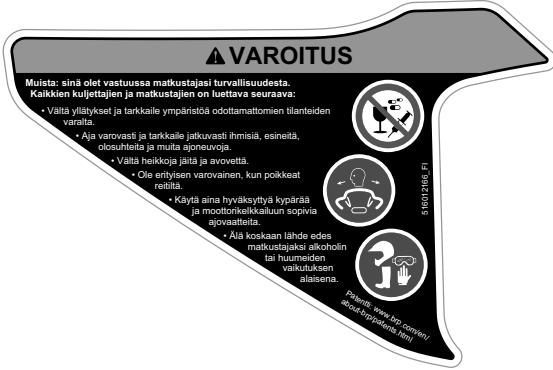 VAROITUS
Muista: sinä olet vastuussa matkustajasi turvallisuudesta.
Kaikkien kuljettajien ja matkustajien on luettava seuraava:
• Vältä yllätykset ja tarkkaile ympäristöä odottamattomien tilanteiden
varalta.
• Aja varovasti ja tarkkaile jatkuvasti ihmisiä, esineitä,
olosuhteita ja muita ajoneuvoja.
• Vältä heikkoja jäitä ja avovettä.
• Ole erityisen varovainen, kun poikkeat
reitiltä.
• Käytä aina hyväksyttyä kypärää
ja moottorikelkkailuun sopivia
ajovaatteita.
• Älä koskaan lähde edes
matkustajaksi alkoholin
tai huumeiden
vaikutuksen
alaisena.
516012166_FI
Patentti: www.brp.com/en/
about-brp/patents.html